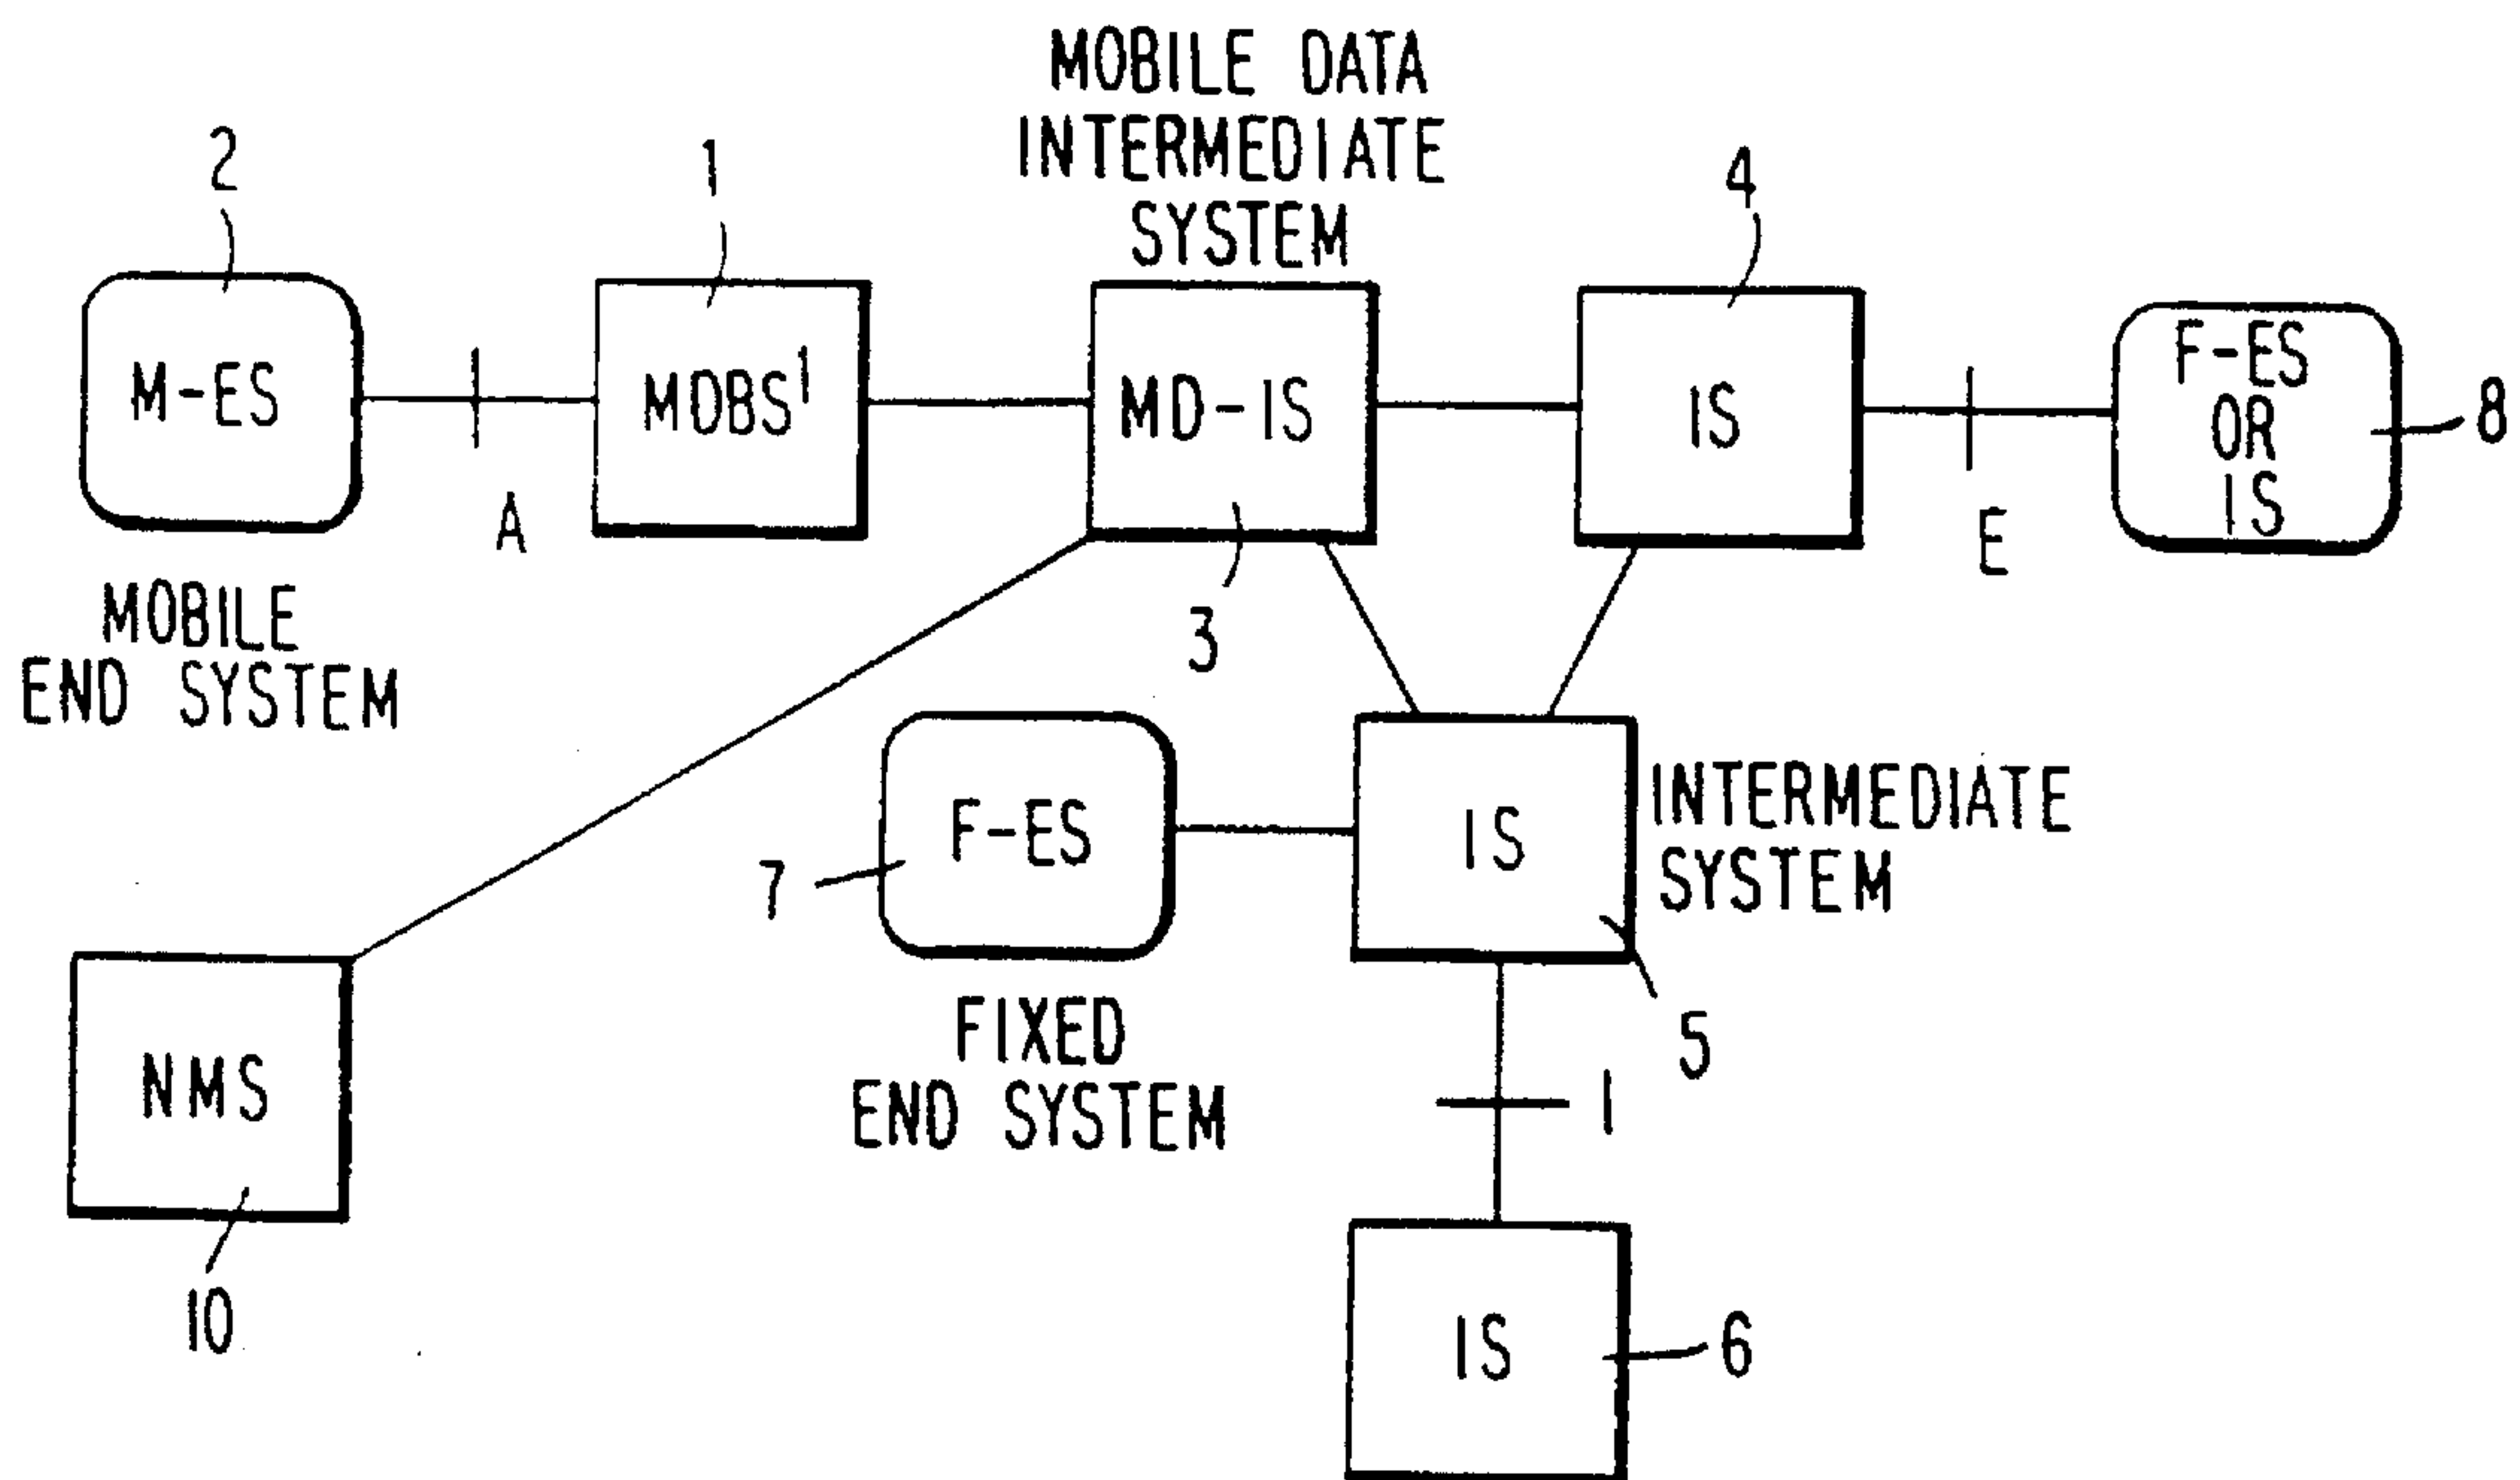 MOBILE DATA
INTERMEDIATE
SYSTEM
2
1
4
M-ES
MOBS1
MD-IS
IS
F-ES
OR
IS
8
A
E
3
MOBILE
END SYSTEM
F-ES
IS
INTERMEDIATE
SYSTEM
7
5
FIXED
END SYSTEM
NMS
I
10
IS
6